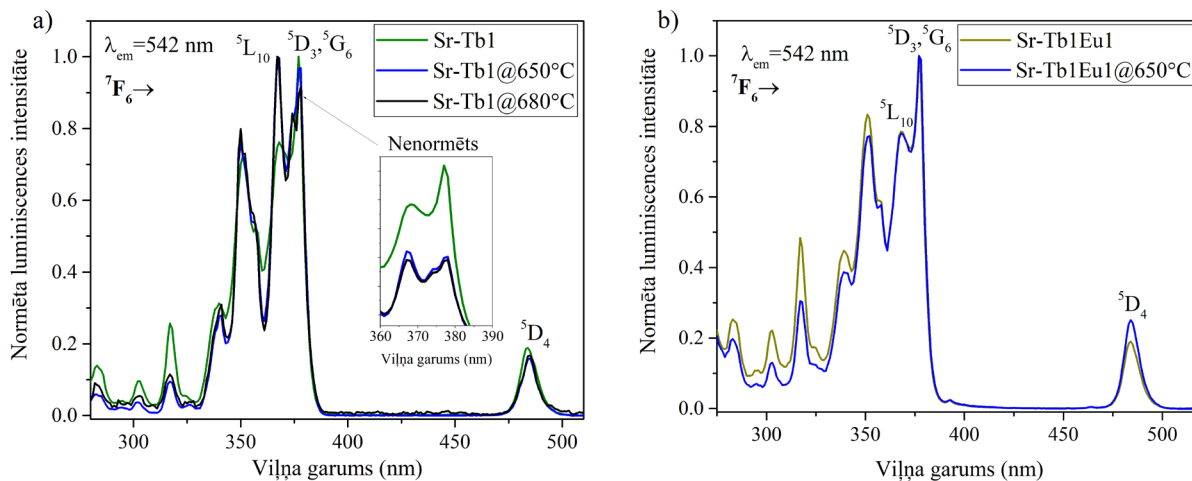 a)
λem=542 nm
⁷F₆→
⁵L₁₀
⁵D₃,⁵G₆
Sr-Tb1
Sr-Tb1@650°C
Sr-Tb1@680°C
Nenormēts
360 370 380 390
Viļņa garums (nm)
⁵D₄
1.0
0.8
0.6
0.4
0.2
0.0
300 350 400 450 500
Normēta luminiscences intensitāte
Viļņa garums (nm)
b)
λem=542 nm
⁷F₆→
⁵D₃,⁵G₆
⁵L₁₀
Sr-Tb1Eu1
Sr-Tb1Eu1@650°C
⁵D₄
1.0
0.8
0.6
0.4
0.2
0.0
300 350 400 450 500
Normēta luminiscences intensitāte
Viļņa garums (nm)